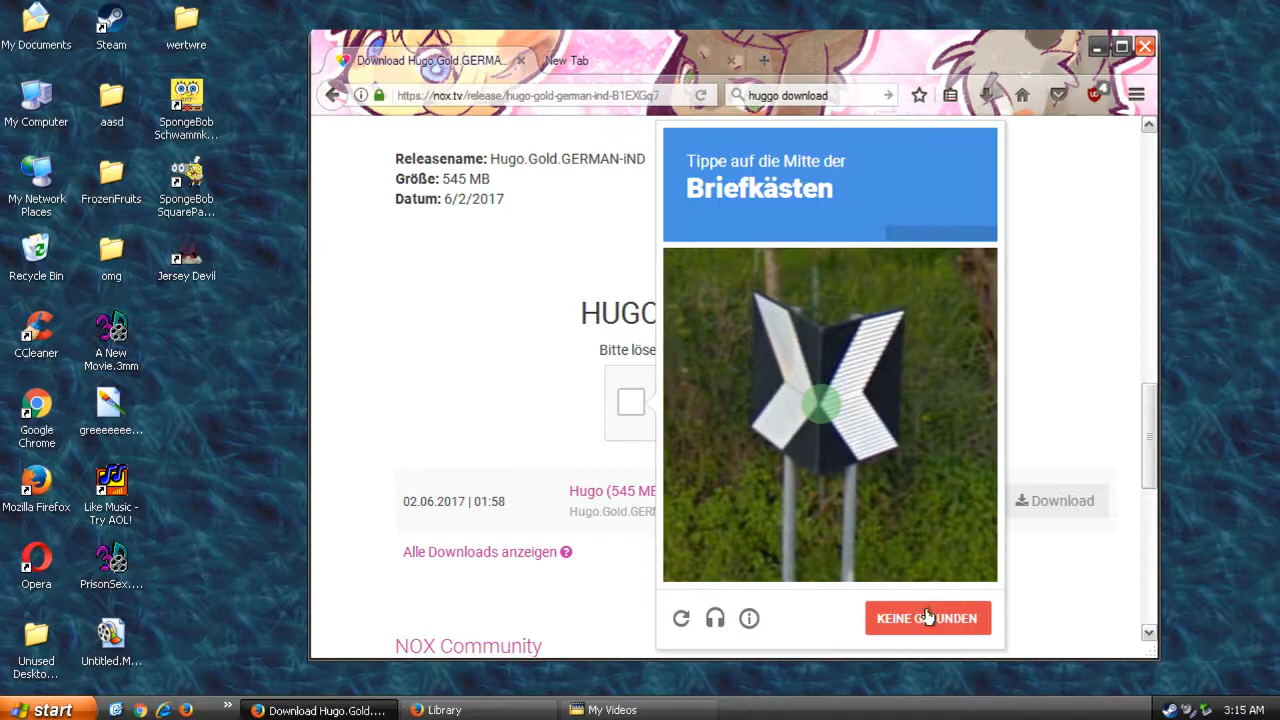 My Documents
Steam
wertwre
My Computer
aaa
SpongeBob
Schwammk...
My Network
Places
FrozenFruits
SpongeBob
SquarePa...
Recycle Bin
omg
Jersey Devil
CCleaner
A New
Movie.3mm
Google
Chrome
greeeeeee...
Mozilla Firefox
Like Music -
Try AOL!
Opera
PrisonSex....
Unused
Deskto...
Untitled.M...
Download Hugo.Gold.GERMA...
New Tab
https://nox.tv/release/hugo-gold-german-ind-B1EXGq7
huggo download
Releasename: Hugo.Gold.GERMAN-iND
Größe: 545 MB
Datum: 6/2/2017
Tippe auf die Mitte der
Briefkästen
HUGO
Bitte löse
02.06.2017 | 01:58
Hugo (545 ME
Hugo.Gold.GERM
Download
Alle Downloads anzeigen
KEINE G UNDEN
NOX Community
start
»
Download Hugo.Gold....
Library
My Videos
3:15 AM